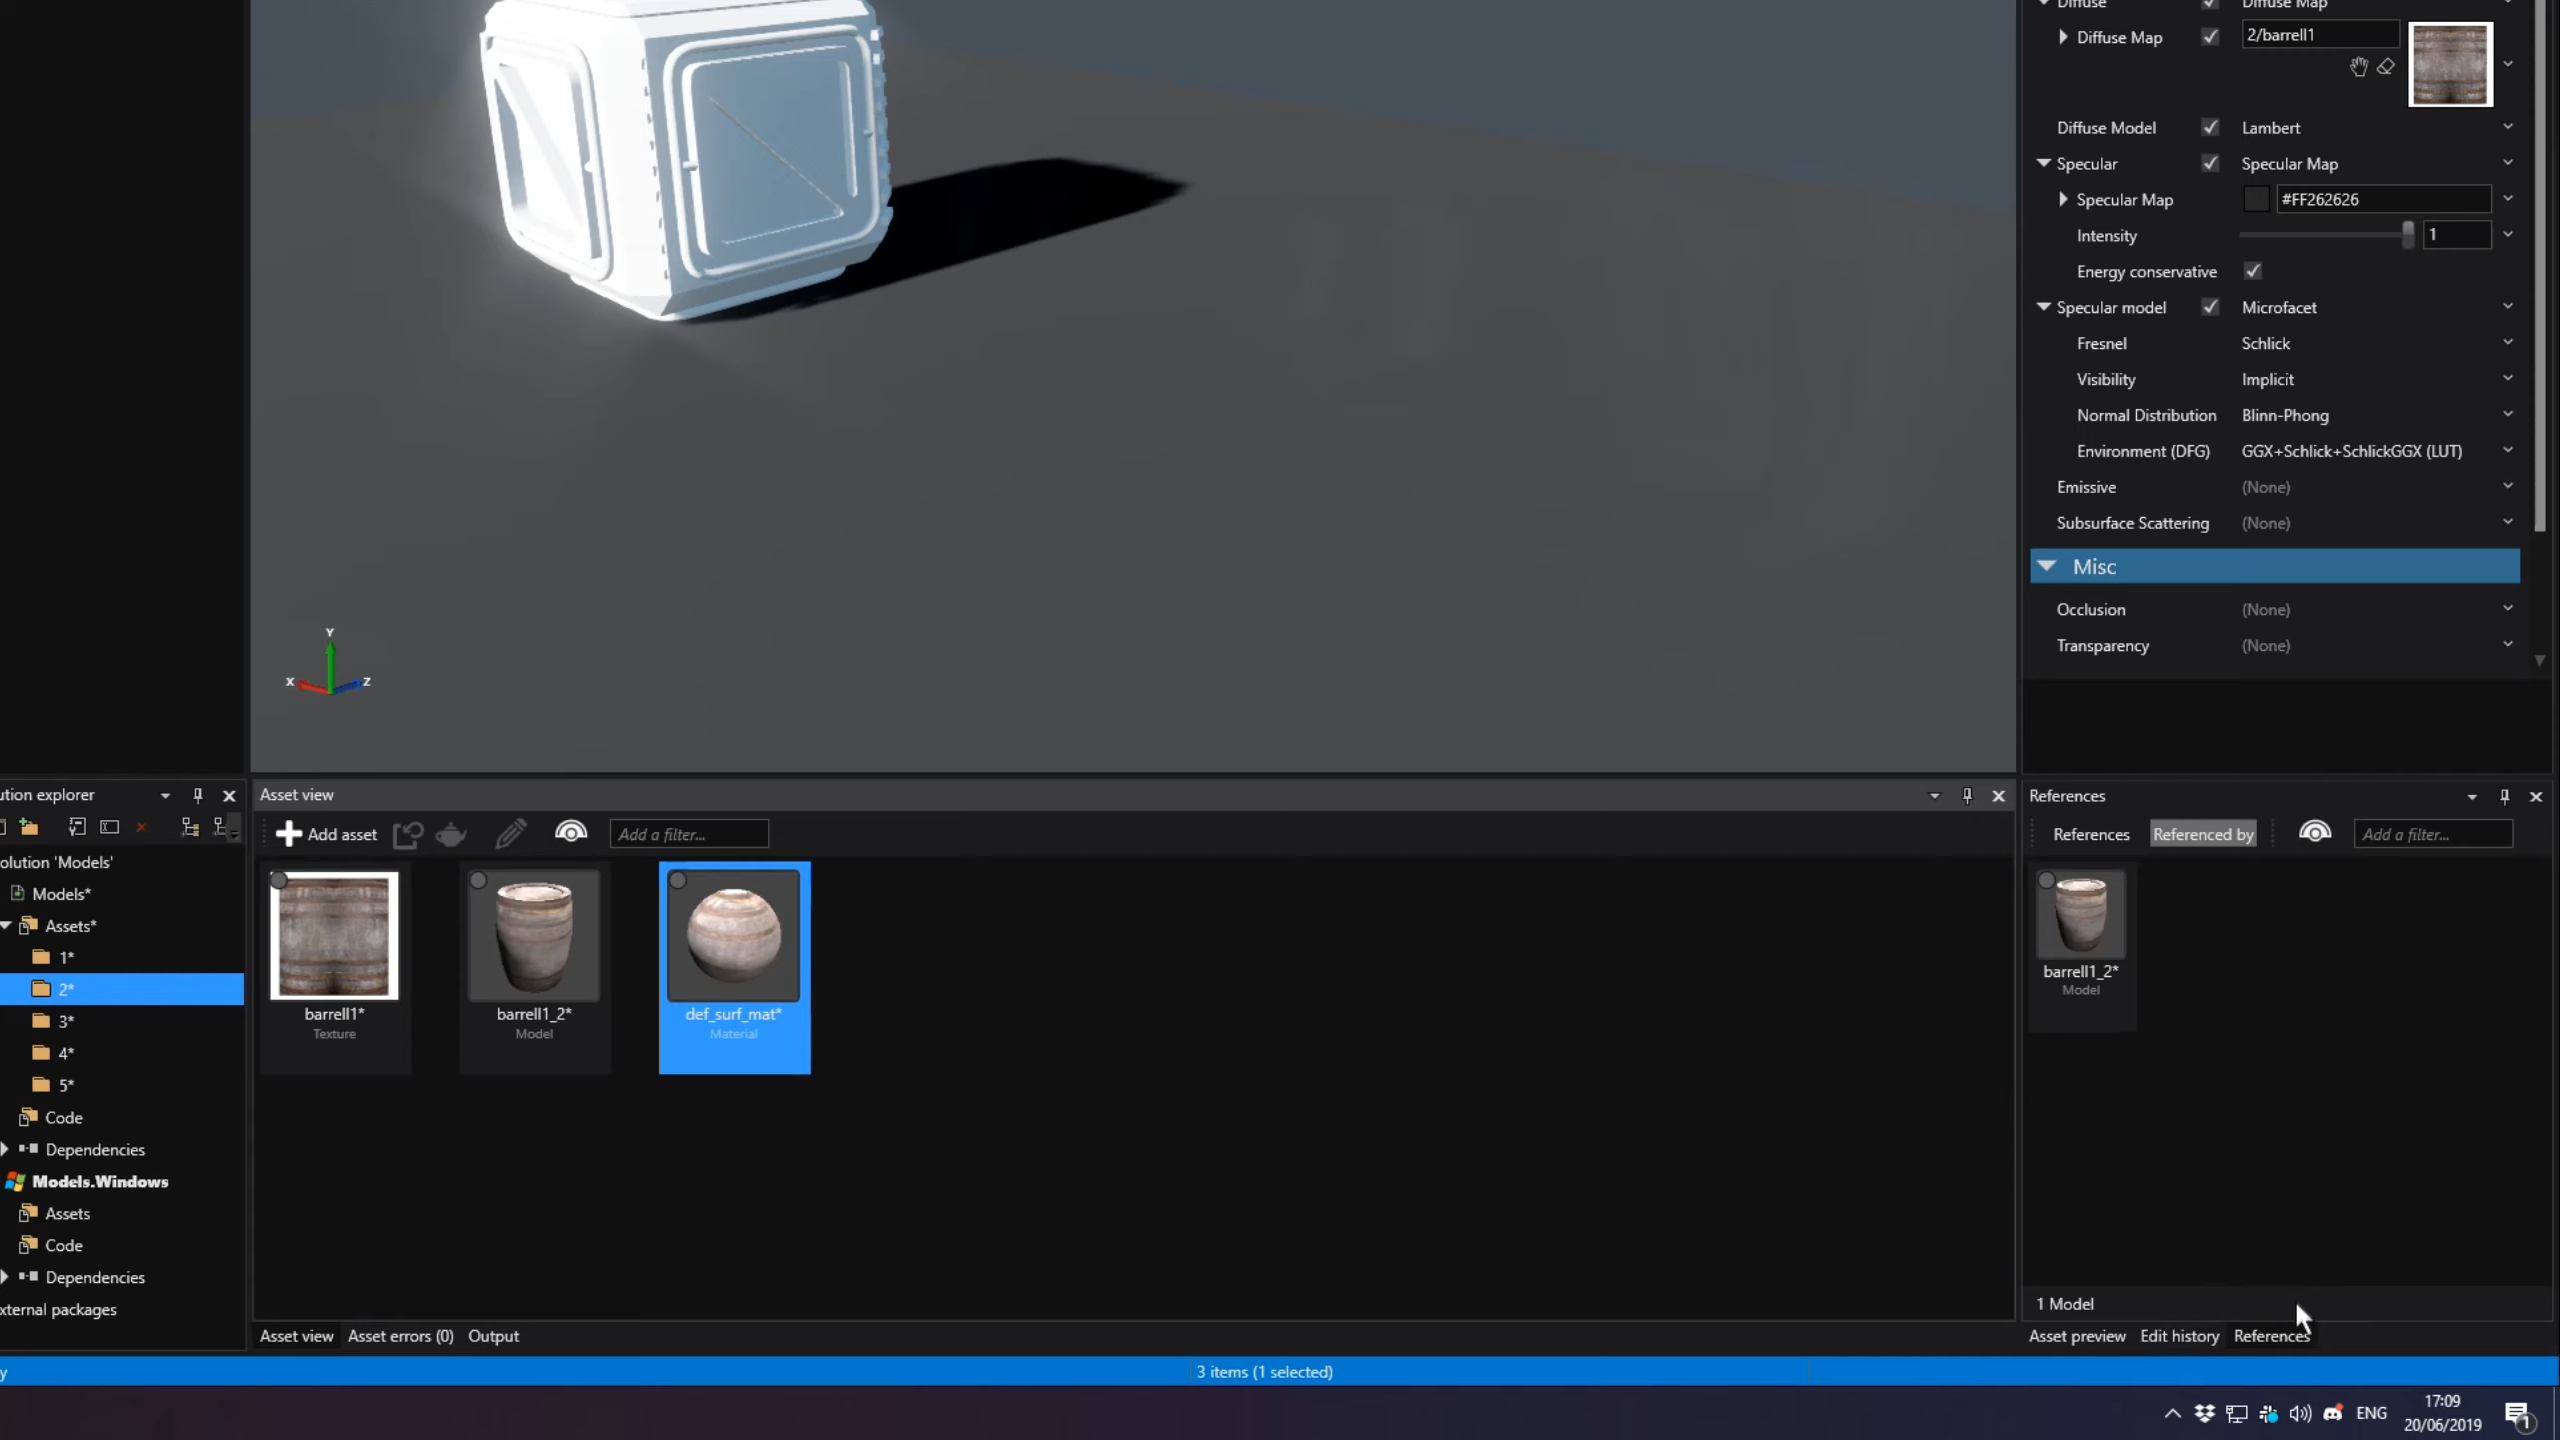 Diffuse Diffuse Map
Diffuse Map 2/barrell1
Diffuse Model Lambert
Specular Specular Map
Specular Map #FF262626
Intensity 1
Energy conservative
Specular model Microfacet
Fresnel Schlick
Visibility Implicit
Normal Distribution Blinn-Phong
Environment (DFG) GGX+Schlick+SchlickGGX (LUT)
Emissive (None)
Subsurface Scattering (None)
Misc
Occlusion (None)
Transparency (None)
Y
X Z
ution explorer
olution 'Models'
Models*
Assets*
1*
2*
3*
4*
5*
Code
Dependencies
Models.Windows
Assets
Code
Dependencies
xternal packages
Asset view
Add asset Add a filter...
barrell1*
Texture
barrell1_2*
Model
def_surf_mat*
Material
Asset view Asset errors (0) Output
References
References Referenced by Add a filter...
barrell1_2*
Model
1 Model
Asset preview Edit history References
y 3 items (1 selected)
ENG 17:09
20/06/2019
1